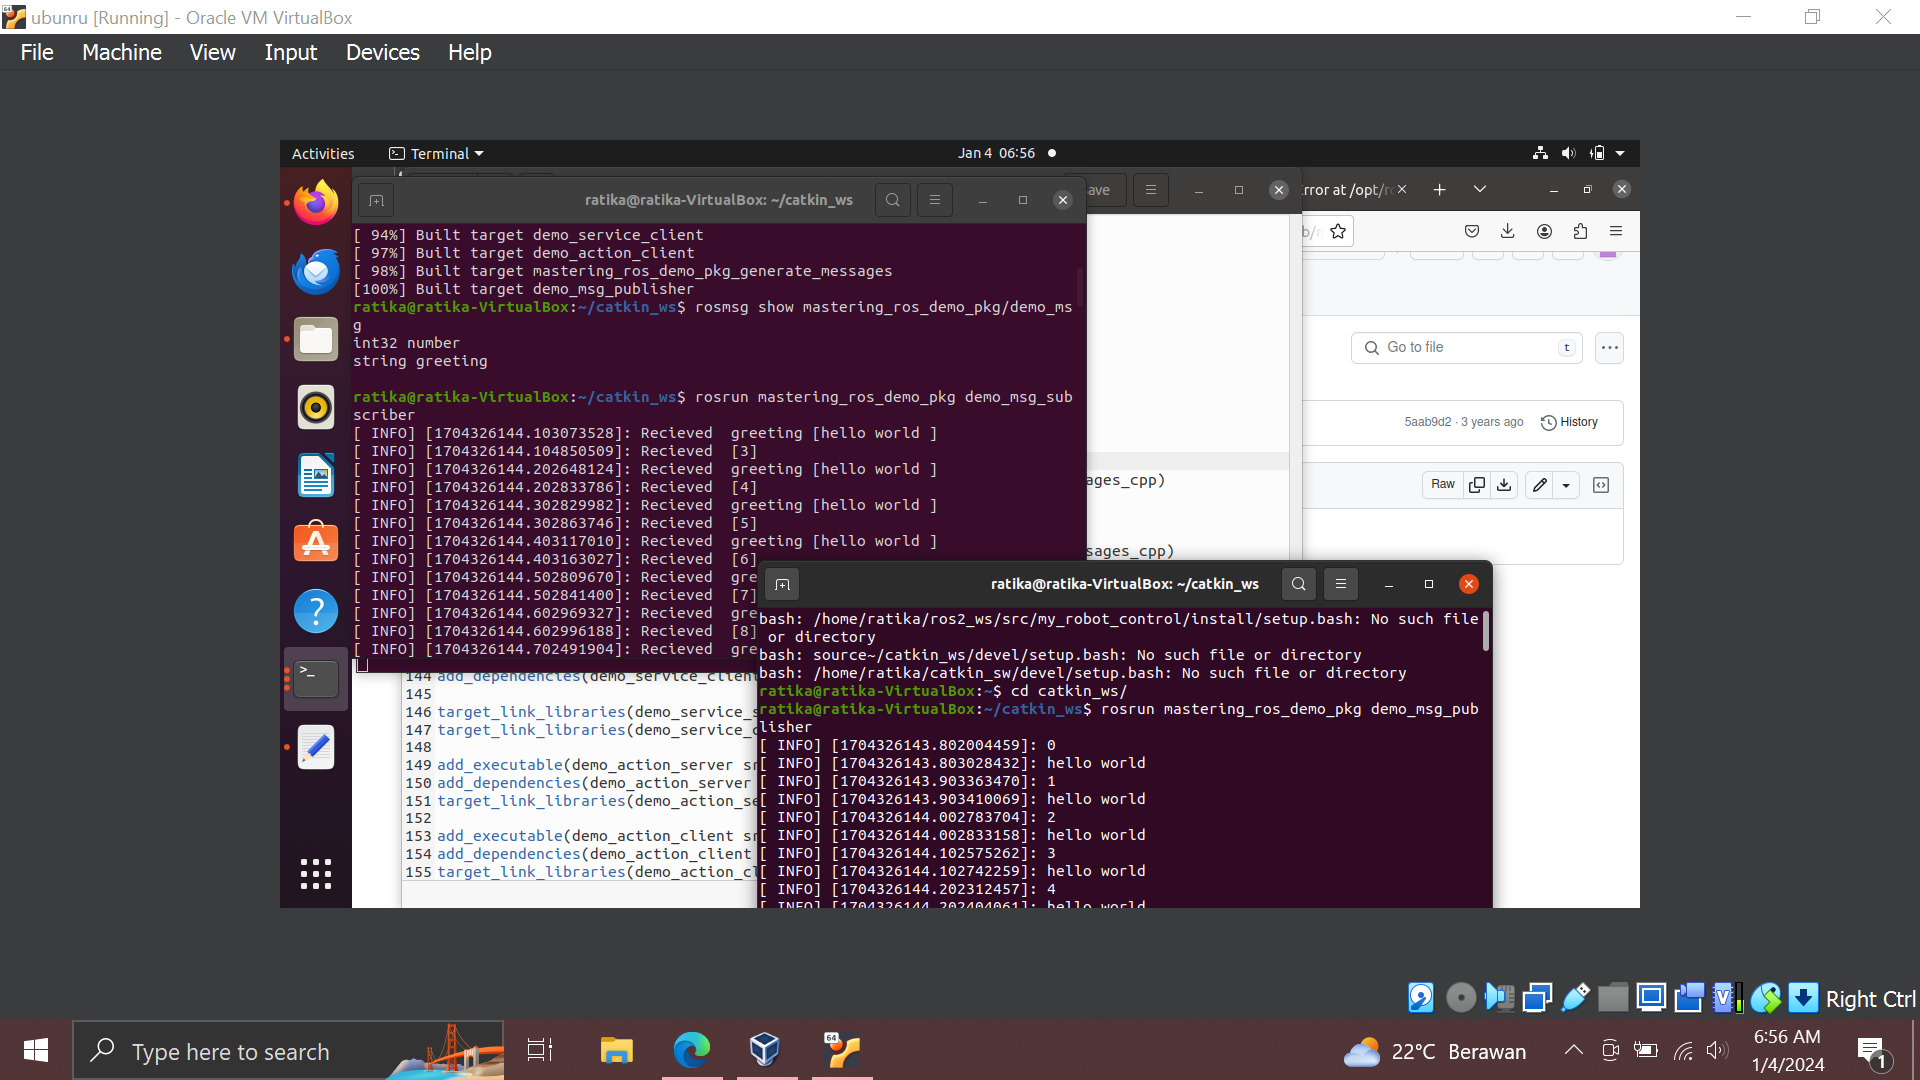 ubunru [Running] - Oracle VM VirtualBox
File Machine View Input Devices Help
Activities Terminal Jan 4 06:56
ratika@ratika-VirtualBox: ~/catkin_ws
[ 94%] Built target demo_service_client
[ 97%] Built target demo_action_client
[ 98%] Built target mastering_ros_demo_pkg_generate_messages
[100%] Built target demo_msg_publisher
ratika@ratika-VirtualBox:~/catkin_ws$ rosmsg show mastering_ros_demo_pkg/demo_ms
g
int32 number
string greeting
ratika@ratika-VirtualBox:~/catkin_ws$ rosrun mastering_ros_demo_pkg demo_msg_sub
scriber
[ INFO] [1704326144.103073528]: Recieved  greeting [hello world ]
[ INFO] [1704326144.104850509]: Recieved  [3]
[ INFO] [1704326144.202648124]: Recieved  greeting [hello world ]
[ INFO] [1704326144.202833786]: Recieved  [4]
[ INFO] [1704326144.302829982]: Recieved  greeting [hello world ]
[ INFO] [1704326144.302863746]: Recieved  [5]
[ INFO] [1704326144.403117010]: Recieved  greeting [hello world ]
[ INFO] [1704326144.403163027]: Recieved  [6]
[ INFO] [1704326144.502809670]: Recieved  gre
[ INFO] [1704326144.502841400]: Recieved  [7]
[ INFO] [1704326144.602969327]: Recieved  gre
[ INFO] [1704326144.602996188]: Recieved  [8]
[ INFO] [1704326144.702491904]: Recieved  gre
ave
ages_cpp)
sages_cpp)
rror at /opt/r
Go to file t
5aab9d2 · 3 years ago History
Raw
144 add_dependencies(demo_service_client
145
146 target_link_libraries(demo_service_s
147 target_link_libraries(demo_service_c
148
149 add_executable(demo_action_server sr
150 add_dependencies(demo_action_server
151 target_link_libraries(demo_action_se
152
153 add_executable(demo_action_client sr
154 add_dependencies(demo_action_client
155 target_link_libraries(demo_action_cl
ratika@ratika-VirtualBox: ~/catkin_ws
bash: /home/ratika/ros2_ws/src/my_robot_control/install/setup.bash: No such file
or directory
bash: source~/catkin_ws/devel/setup.bash: No such file or directory
bash: /home/ratika/catkin_sw/devel/setup.bash: No such file or directory
ratika@ratika-VirtualBox:~$ cd catkin_ws/
ratika@ratika-VirtualBox:~/catkin_ws$ rosrun mastering_ros_demo_pkg demo_msg_pub
lisher
[ INFO] [1704326143.802004459]: 0
[ INFO] [1704326143.803028432]: hello world
[ INFO] [1704326143.903363470]: 1
[ INFO] [1704326143.903410069]: hello world
[ INFO] [1704326144.002783704]: 2
[ INFO] [1704326144.002833158]: hello world
[ INFO] [1704326144.102575262]: 3
[ INFO] [1704326144.102742259]: hello world
[ INFO] [1704326144.202312457]: 4
[ INFO] [1704326144.202404061]: hello world
Right Ctrl
Type here to search
22°C Berawan
6:56 AM
1/4/2024
1